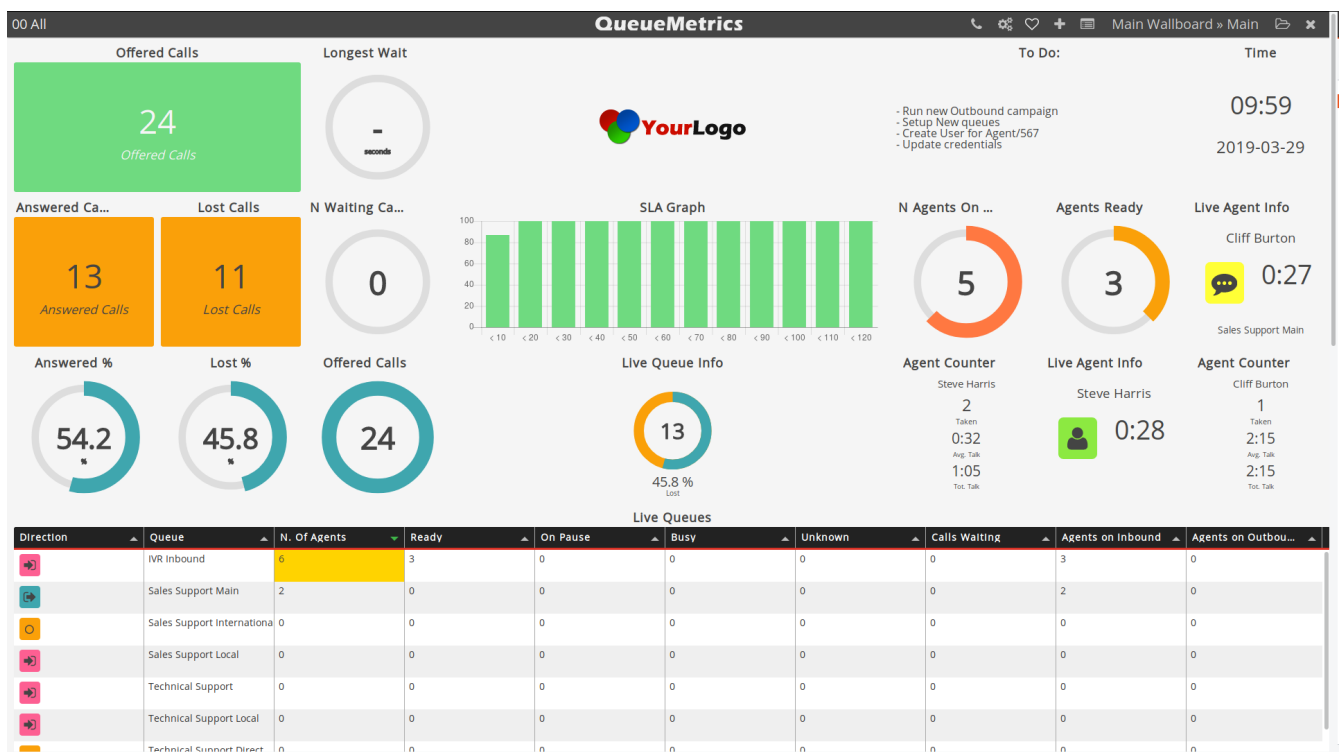 00 All
QueueMetrics
Main Wallboard » Main
Offered Calls
24
Offered Calls
Longest Wait
-
seconds
YourLogo
To Do:
- Run new Outbound campaign
- Setup New queues
- Create User for Agent/567
- Update credentials
Time
09:59
2019-03-29
Answered Ca...
13
Answered Calls
Lost Calls
11
Lost Calls
N Waiting Ca...
0
SLA Graph
100
80
60
40
20
0
< 10 < 20 < 30 < 40 < 50 < 60 < 70 < 80 < 90 < 100 < 110 < 120
N Agents On ...
5
Agents Ready
3
Live Agent Info
Cliff Burton
0:27
Sales Support Main
Answered %
54.2
%
Lost %
45.8
%
Offered Calls
24
Live Queue Info
13
45.8 %
Lost
Agent Counter
Steve Harris
2
Taken
0:32
Avg. Talk
1:05
Tot. Talk
Live Agent Info
Steve Harris
0:28
Agent Counter
Cliff Burton
1
Taken
2:15
Avg. Talk
2:15
Tot. Talk
Live Queues
Direction Queue N. Of Agents Ready On Pause Busy Unknown Calls Waiting Agents on Inbound Agents on Outbou...
IVR Inbound 6 3 0 0 0 0 3 0
Sales Support Main 2 0 0 0 0 0 2 0
Sales Support Internationa 0 0 0 0 0 0 0 0
Sales Support Local 0 0 0 0 0 0 0 0
Technical Support 0 0 0 0 0 0 0 0
Technical Support Local 0 0 0 0 0 0 0 0
Technical Support Direct 0 0 0 0 0 0 0 0